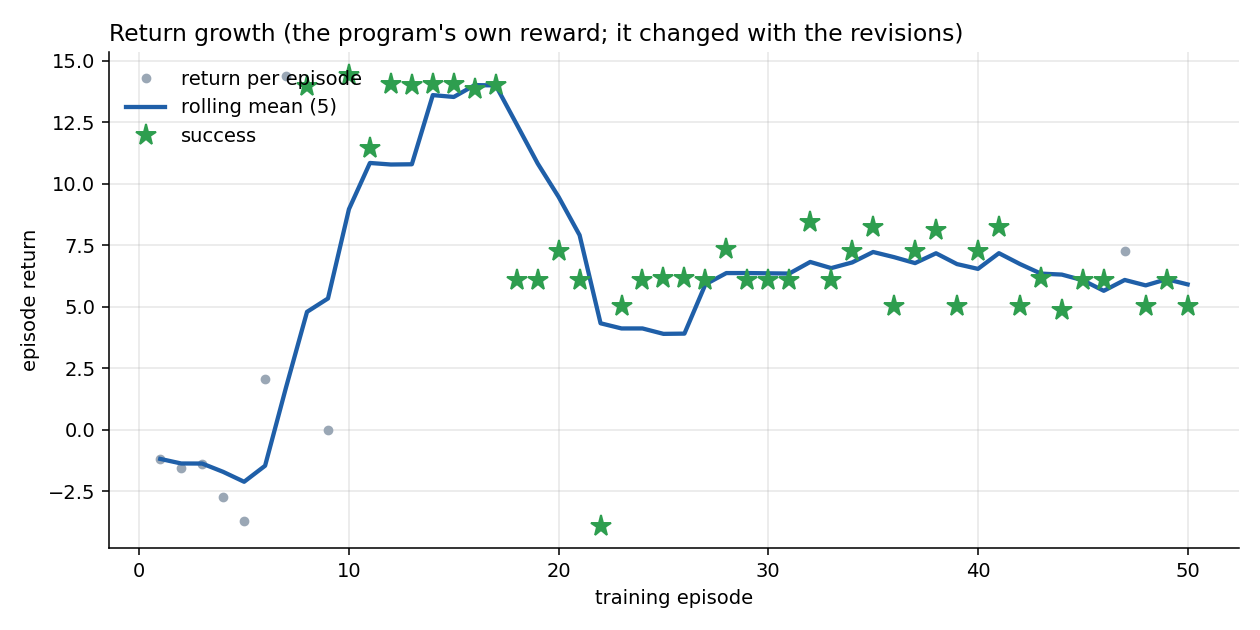 Return growth (the program's own reward; it changed with the revisions)
15.0
12.5
10.0
7.5
5.0
2.5
0.0
−2.5
episode return
return per episode
rolling mean (5)
success
0 10 20 30 40 50
training episode